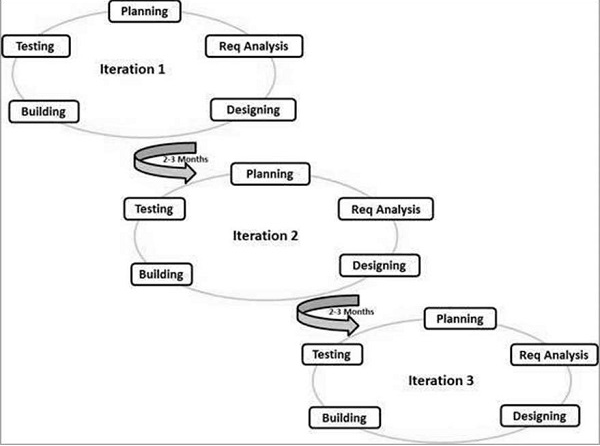 Planning
Testing
Req Analysis
Iteration 1
Building
Designing
2-3 Months
Planning
Testing
Req Analysis
Iteration 2
Designing
Building
2-3 Months
Planning
Testing
Req Analysis
Iteration 3
Building
Designing